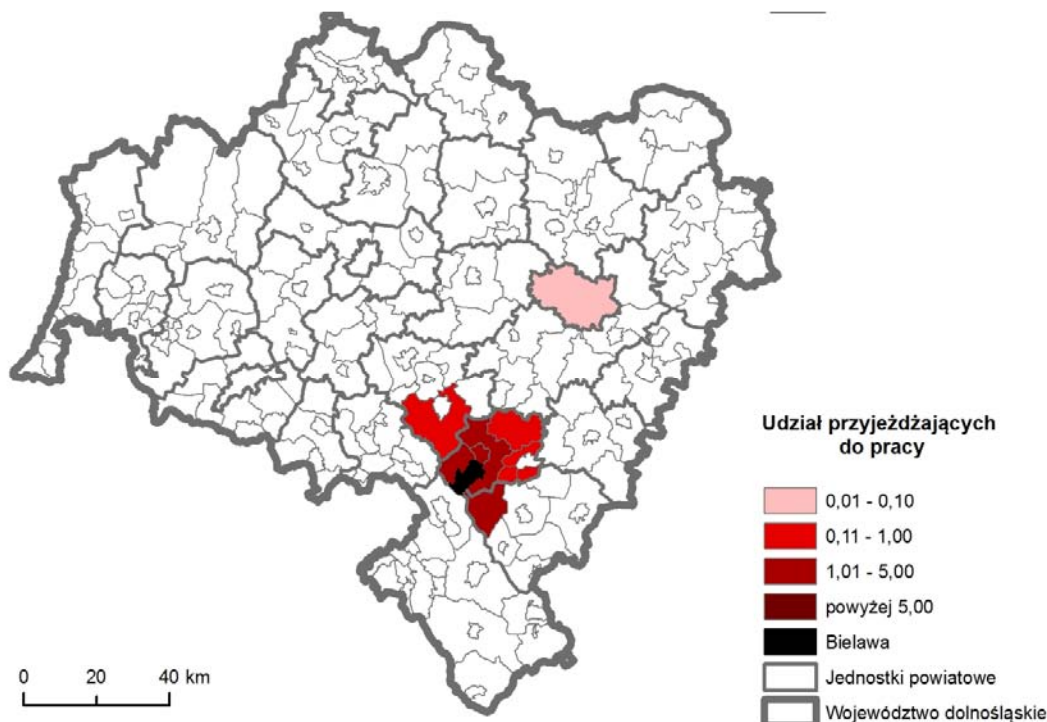 Udział przyjeżdżających
do pracy
0,01 - 0,10
0,11 - 1,00
1,01 - 5,00
powyżej 5,00
Bielawa
Jednostki powiatowe
Województwo dolnośląskie
0 20 40 km